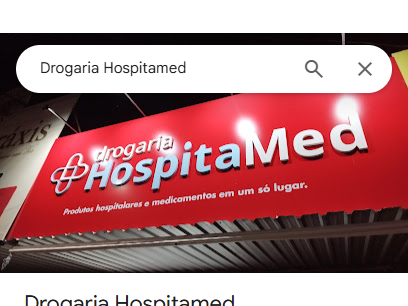 Drogaria Hospitamed
axis
drogaria
HospitaMed
Produtos hospitalares e medicamentos em um só lugar.
Drogaria Hospitamed